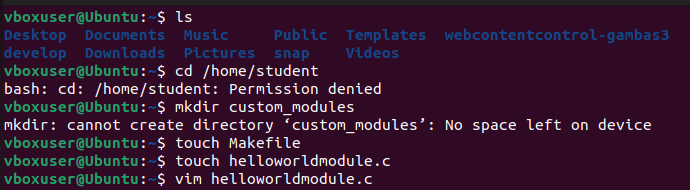 vboxuser@Ubuntu:~$ ls
Desktop  Documents  Music     Public  Templates  webcontentcontrol-gambas3
develop  Downloads  Pictures  snap    Videos
vboxuser@Ubuntu:~$ cd /home/student
bash: cd: /home/student: Permission denied
vboxuser@Ubuntu:~$ mkdir custom_modules
mkdir: cannot create directory ‘custom_modules’: No space left on device
vboxuser@Ubuntu:~$ touch Makefile
vboxuser@Ubuntu:~$ touch helloworldmodule.c
vboxuser@Ubuntu:~$ vim helloworldmodule.c